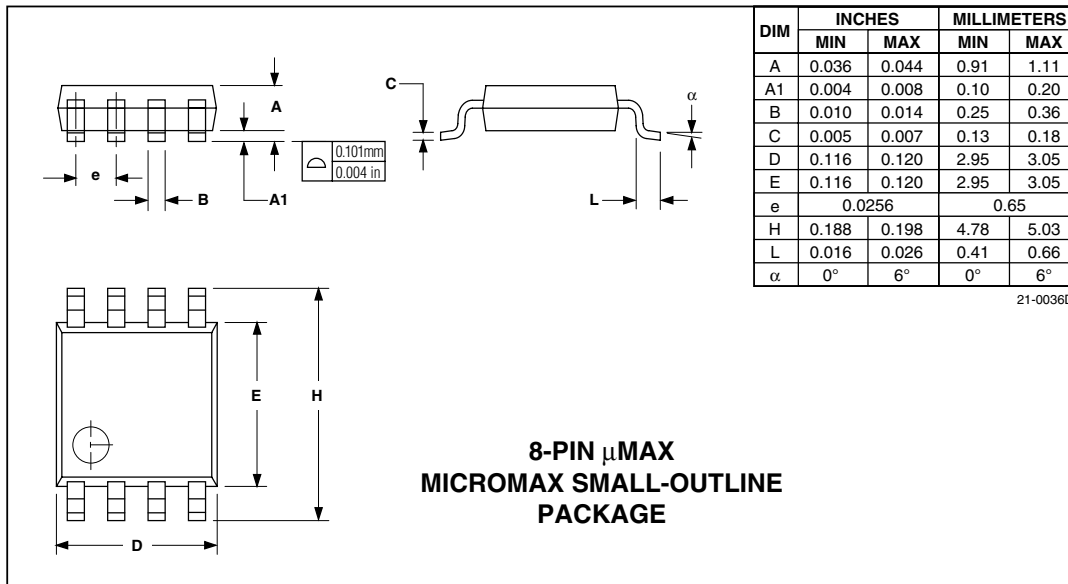 DIM INCHES MILLIMETERS
MIN MAX MIN MAX
A 0.036 0.044 0.91 1.11
A1 0.004 0.008 0.10 0.20
B 0.010 0.014 0.25 0.36
C 0.005 0.007 0.13 0.18
D 0.116 0.120 2.95 3.05
E 0.116 0.120 2.95 3.05
e 0.0256 0.65
H 0.188 0.198 4.78 5.03
L 0.016 0.026 0.41 0.66
α 0° 6° 0° 6°
21-0036D
C
A
α
0.101mm
0.004 in
e
B
A1
L
E
H
D
8-PIN μMAX
MICROMAX SMALL-OUTLINE
PACKAGE